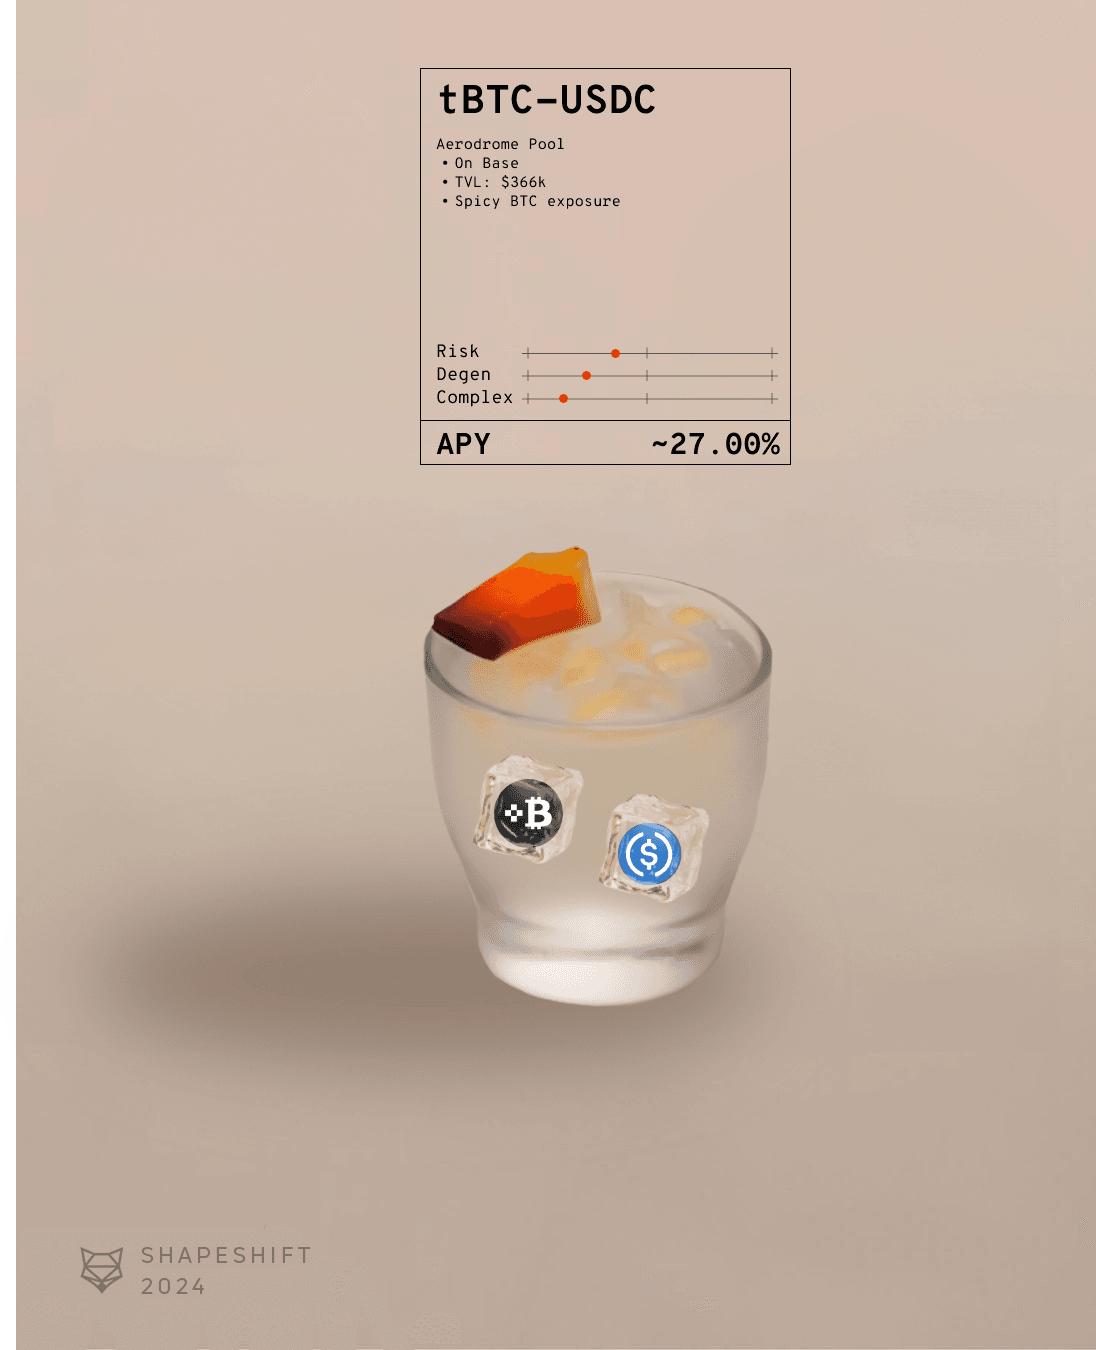 tBTC-USDC
Aerodrome Pool
• On Base
• TVL: $366k
• Spicy BTC exposure
Risk
Degen
Complex
APY ~27.00%
B
$
SHAPESHIFT
2024